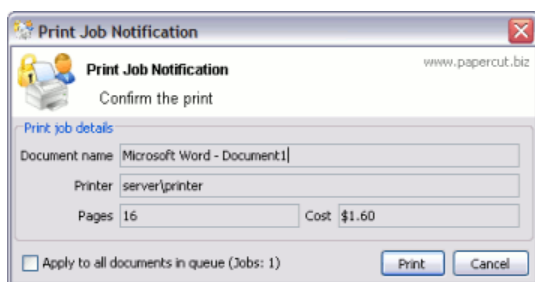 Print Job Notification
www.papercut.biz
Print Job Notification
Confirm the print
Print job details
Document name Microsoft Word - Document1
Printer server\printer
Pages 16 Cost $1.60
Apply to all documents in queue (Jobs: 1) Print Cancel